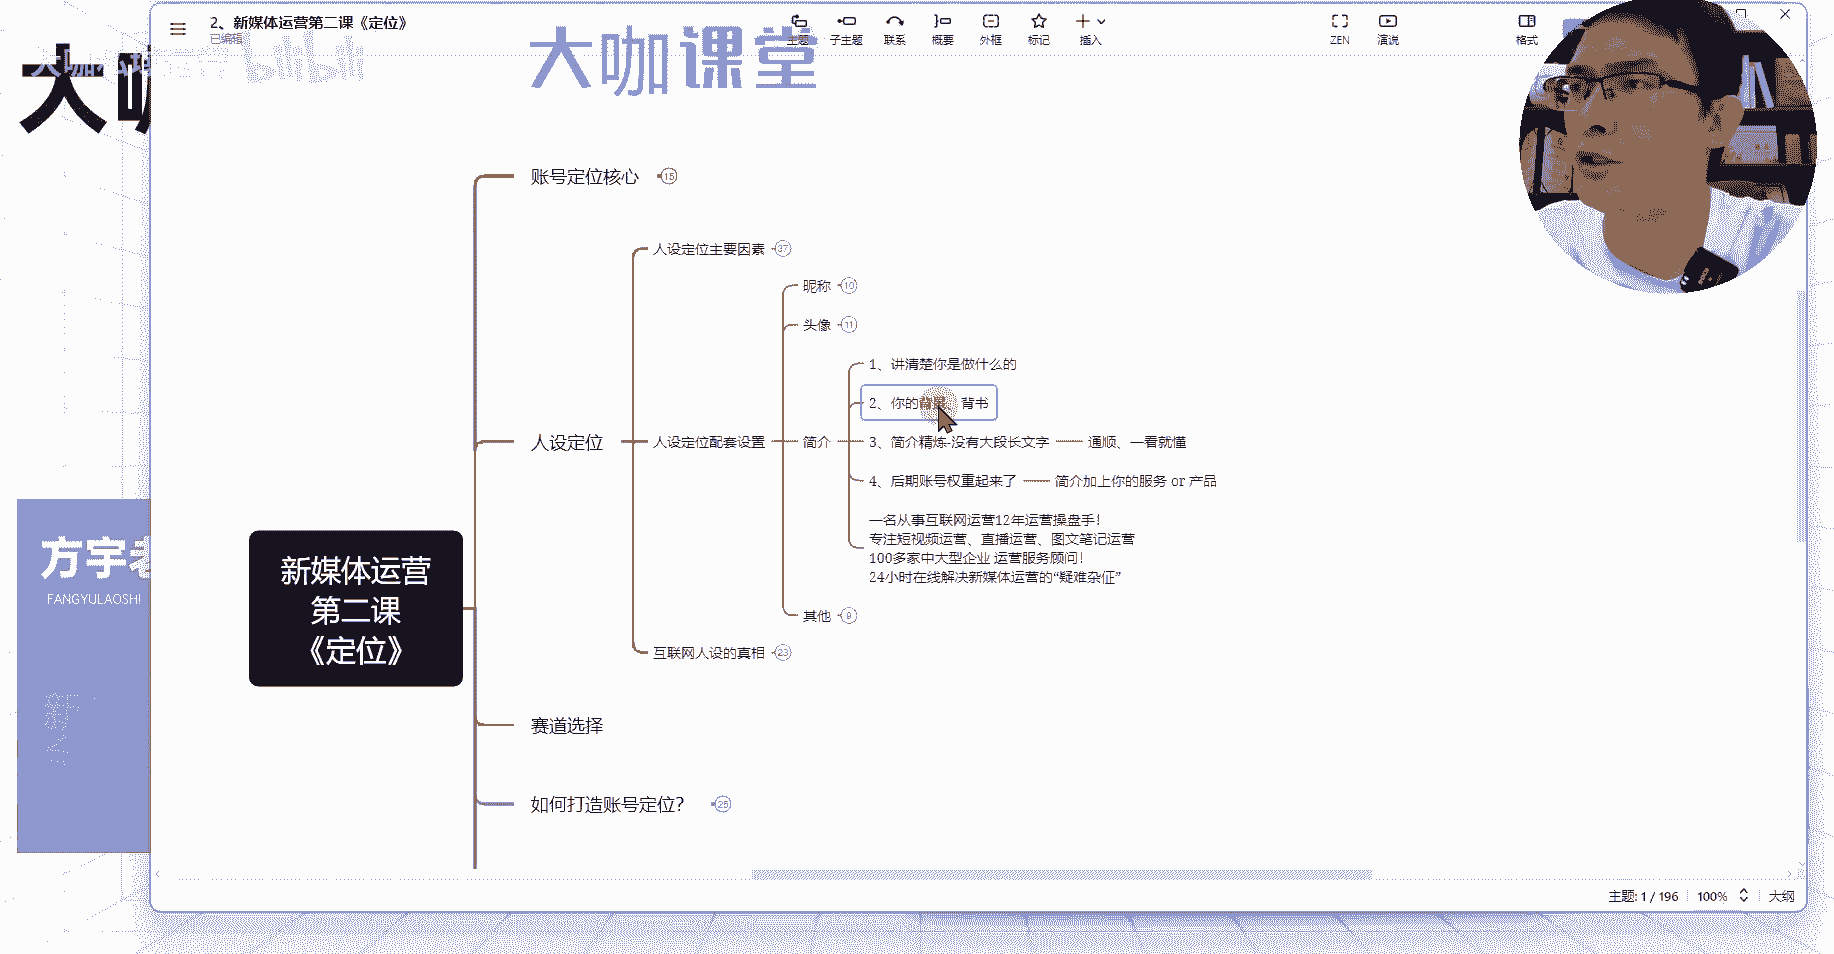 2、新媒体运营第二课《定位》
已编辑
主题
子主题
联系
概要
外框
标记
插入
ZEN
演说
格式
bilibili
大咖课堂
大咖
账号定位核心 15
人设定位主要因素 37
昵称 10
头像 11
1、讲清楚你是做什么的
2、你的背景、背书
人设定位
人设定位配套设置
简介
3、简介精炼-没有大段长文字
通顺、一看就懂
4、后期账号权重起来了
简介加上你的服务 or 产品
一名从事互联网运营12年运营操盘手！
专注短视频运营、直播运营、图文笔记运营
100多家中大型企业 运营服务顾问！
24小时在线解决新媒体运营的“疑难杂症”
其他 9
互联网人设的真相 23
新媒体运营
第二课
《定位》
赛道选择
如何打造账号定位？ 25
方宇老
FANGYULAOSHI
主题: 1 / 196
100%
大纲